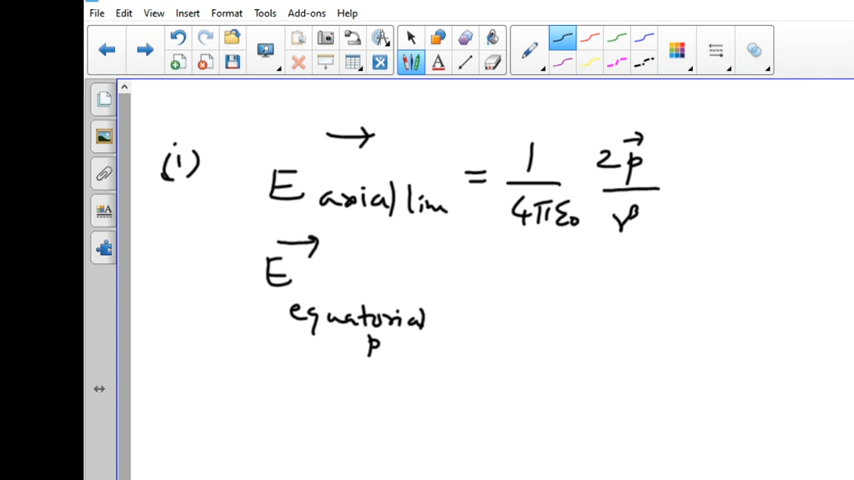 File Edit View Insert Format Tools Add-ons Help
(i) E⃗ axial lim = 1/4πε₀ 2p⃗/r³
E⃗
equatorial
p